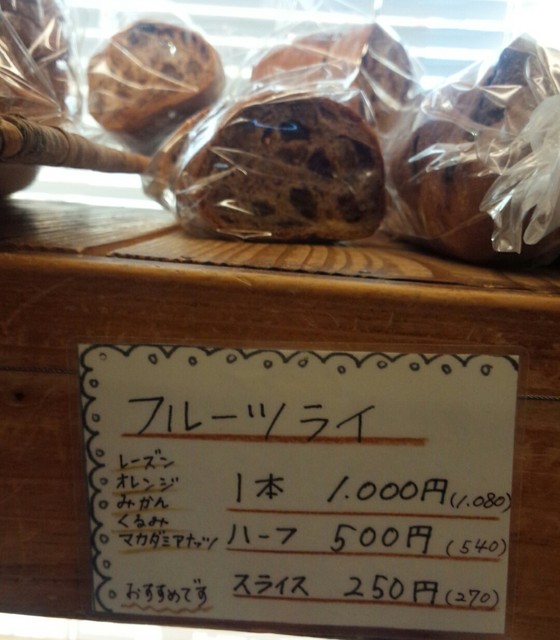 フルーツライ
レーズン
オレンジ
みかん
くるみ
マカダミアナッツ
おすすめです
1本 1.000円(1.080)
ハーフ 500円(540)
スライス 250円(270)